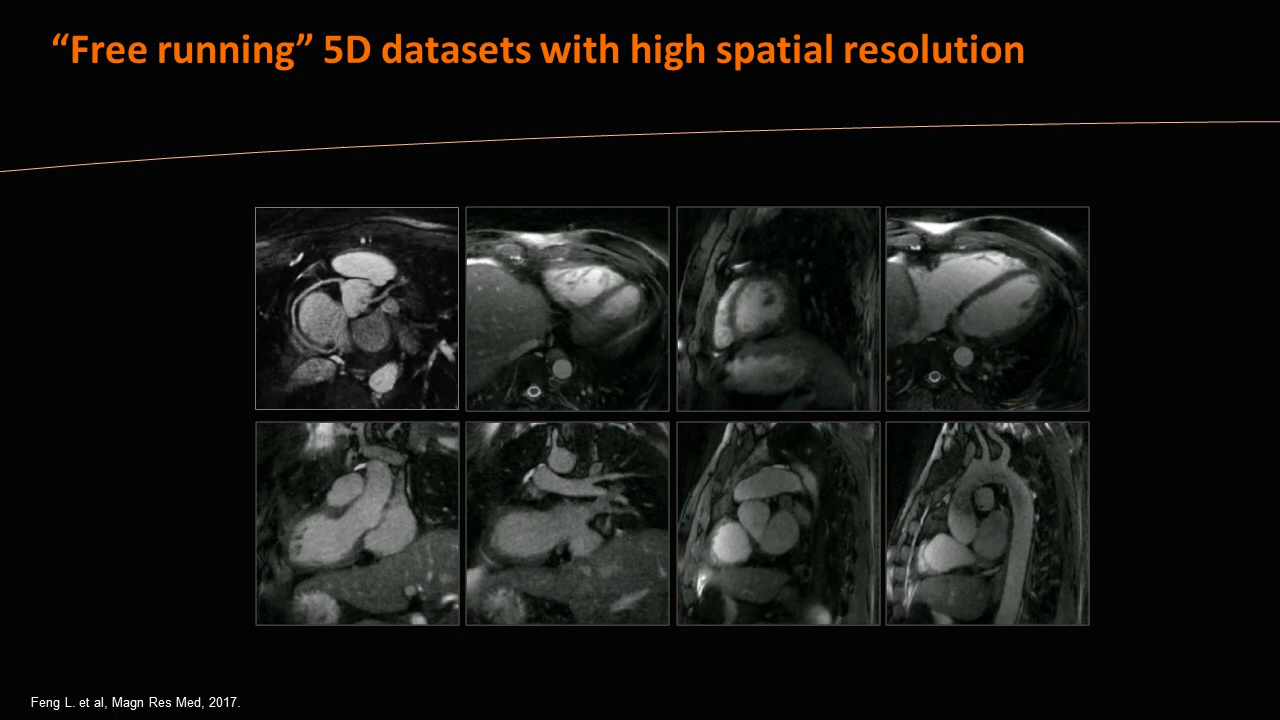 “Free running” 5D datasets with high spatial resolution
Feng L. et al, Magn Res Med, 2017.